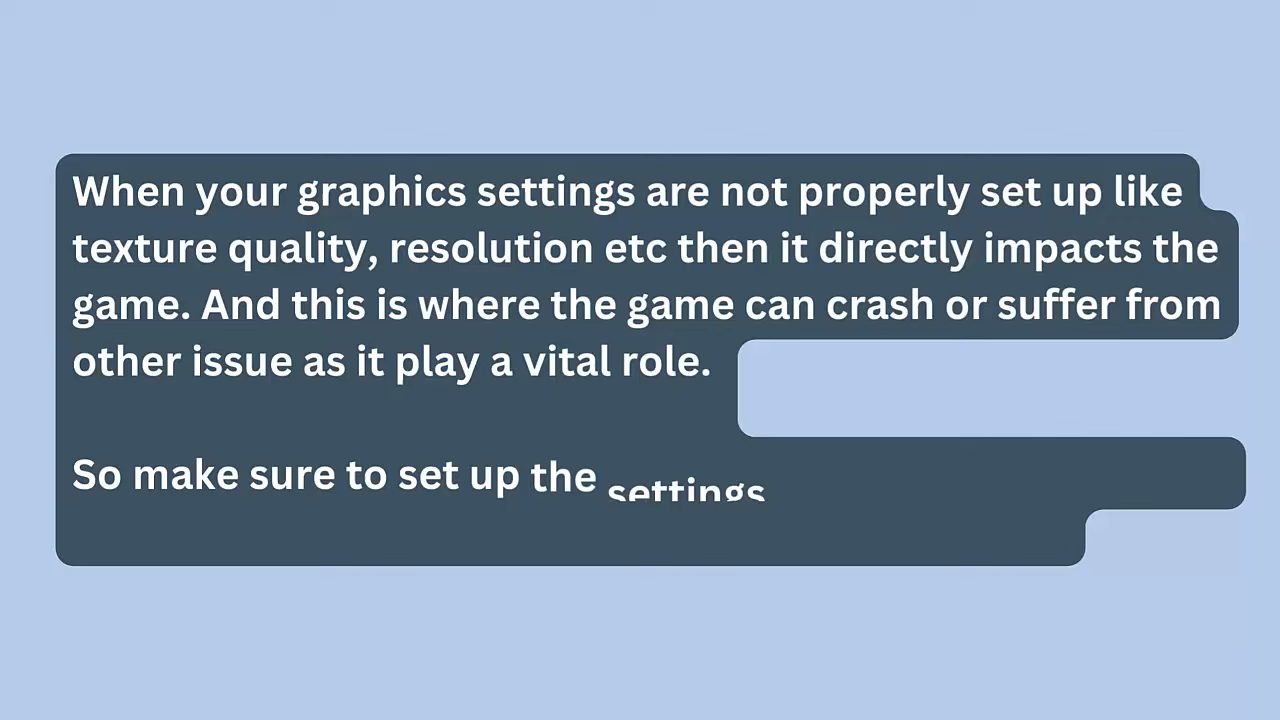 When your graphics settings are not properly set up like
texture quality, resolution etc then it directly impacts the
game. And this is where the game can crash or suffer from
other issue as it play a vital role.
So make sure to set up the settings